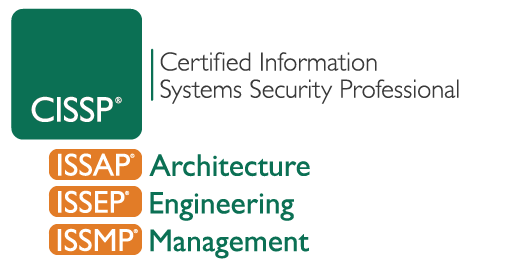 CISSP®
Certified Information
Systems Security Professional
ISSAP® Architecture
ISSEP® Engineering
ISSMP® Management